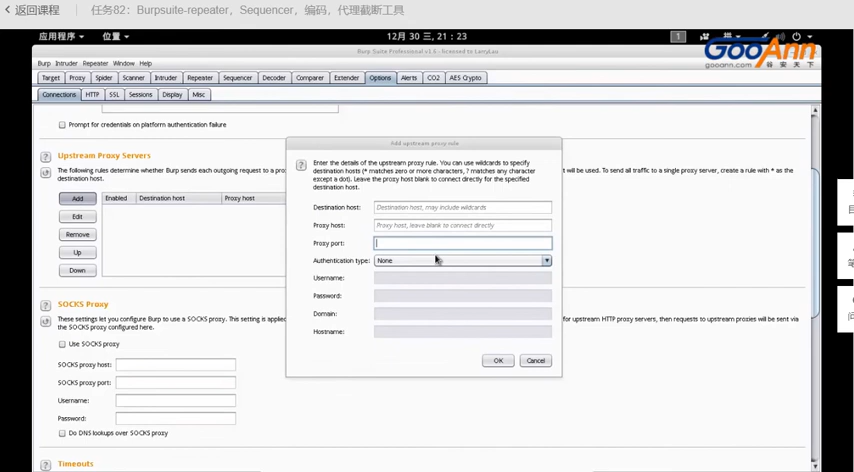 返回课程
任务82：Burpsuite-repeater，Sequencer，编码，代理截断工具
应用程序
位置
12月 30 三，21：23
1
Burp Suite Professional v1.6 - licensed to LarryLau
GooAnn
gooann.com 谷 安 天 下
Burp Intruder Repeater Window Help
Target Proxy Spider Scanner Intruder Repeater Sequencer Decoder Comparer Extender Options Alerts CO2 AES Crypto
Connections HTTP SSL Sessions Display Misc
Prompt for credentials on platform authentication failure
Upstream Proxy Servers
The following rules determine whether Burp sends each outgoing request to a pro
will be used. To send all traffic to a single proxy server, create a rule with * as the
destination host.
Add
Edit
Remove
Up
Down
Enabled Destination host Proxy host
Add upstream proxy rule
Enter the details of the upstream proxy rule. You can use wildcards to specify
destination hosts (* matches zero or more characters, ? matches any character
except a dot). Leave the proxy host blank to connect directly for the specified
destination host.
Destination host: Destination host, may include wildcards
Proxy host: Proxy host, leave blank to connect directly
Proxy port:
Authentication type: None
Username:
Password:
Domain:
Hostname:
OK Cancel
SOCKS Proxy
These settings let you configure Burp to use a SOCKS proxy. This setting is applied
for upstream HTTP proxy servers, then requests to upstream proxies will be sent
via the SOCKS proxy configured here.
Use SOCKS proxy
SOCKS proxy host:
SOCKS proxy port:
Username:
Password:
Do DNS lookups over SOCKS proxy
Timeouts